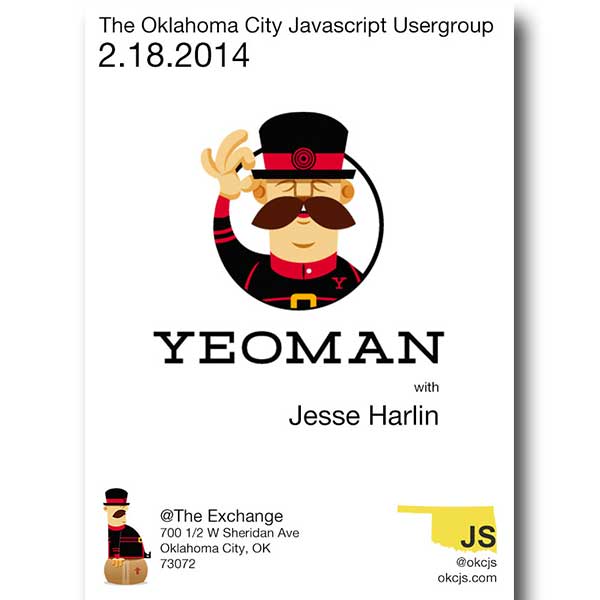 The Oklahoma City Javascript Usergroup
2.18.2014
Y
YEOMAN
with
Jesse Harlin
@The Exchange
700 1/2 W Sheridan Ave
Oklahoma City, OK
73072
JS
@okcjs
okcjs.com